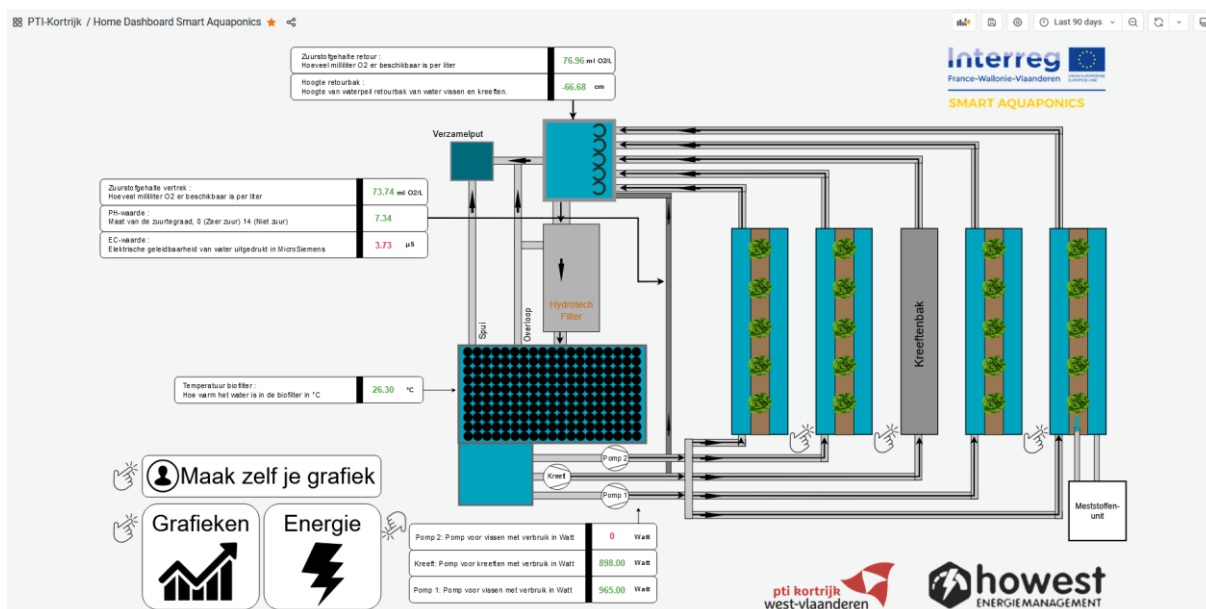 PTI-Kortrijk / Home Dashboard Smart Aquaponics
Last 90 days
Zuurstofgehalte retour :
Hoeveel milliliter O2 er beschikbaar is per liter
76.96 ml O2/L
Hoogte retourbak :
Hoogte van waterpeil retourbak van water vissen en kreeften.
-66.68 cm
Interreg
France-Wallonie-Vlaanderen
SMART AQUAPONICS
Verzamelput
Zuurstofgehalte vertrek :
Hoeveel milliliter O2 er beschikbaar is per liter
73.74 ml O2/L
PH-waarde :
Maat van de zuurtegraad, 0 (Zeer zuur) 14 (Niet zuur)
7.34
EC-waarde :
Elektrische geleidbaarheid van water uitgedrukt in MicroSiemens
3.73 µS
Hydrotech
Filter
Spui
Overloop
Kreeftenbak
Temperatuur biofilter :
Hoe warm het water is in de biofilter in °C
26.30 °C
Pomp 2
Kreeft
Pomp 1
Maak zelf je grafiek
Grafieken
Energie
Meststoffen-
unit
Pomp 2: Pomp voor vissen met verbruik in Watt
0 Watt
Kreeft: Pomp voor kreeften met verbruik in Watt
898.00 Watt
Pomp 1: Pomp voor vissen met verbruik in Watt
965.00 Watt
pti kortrijk
west-vlaanderen
howest
ENERGIEMANAGEMENT